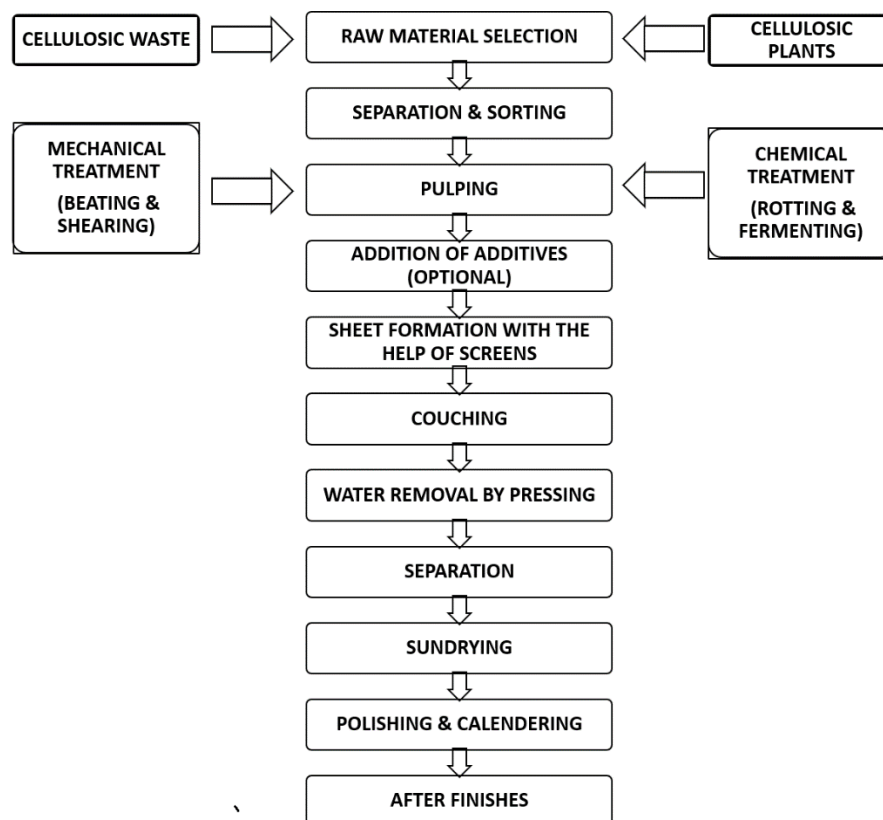 CELLULOSIC WASTE
RAW MATERIAL SELECTION
CELLULOSIC
PLANTS
SEPARATION & SORTING
MECHANICAL
TREATMENT
(BEATING &
SHEARING)
PULPING
CHEMICAL
TREATMENT
(ROTTING &
FERMENTING)
ADDITION OF ADDITIVES
(OPTIONAL)
SHEET FORMATION WITH THE
HELP OF SCREENS
COUCHING
WATER REMOVAL BY PRESSING
SEPARATION
SUNDRYING
POLISHING & CALENDERING
AFTER FINISHES